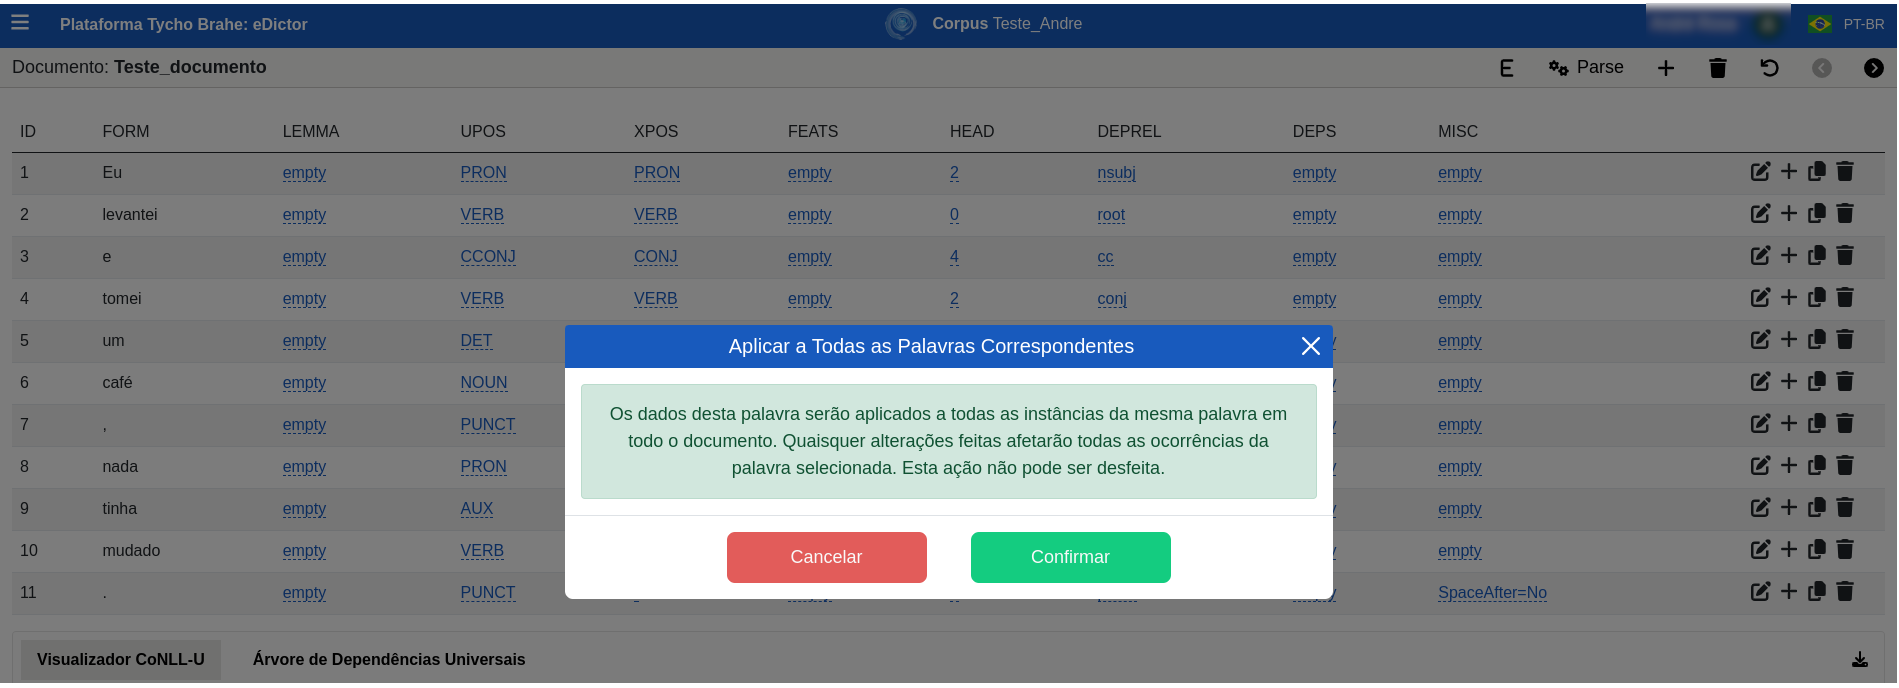 Plataforma Tycho Brahe: eDictor Corpus Teste_Andre PT-BR
Documento: Teste_documento E Parse
ID FORM LEMMA UPOS XPOS FEATS HEAD DEPREL DEPS MISC
1 Eu empty PRON PRON empty 2 nsubj empty empty
2 levantei empty VERB VERB empty 0 root empty empty
3 e empty CCONJ CONJ empty 4 cc empty empty
4 tomei empty VERB VERB empty 2 conj empty empty
5 um empty DET empty
6 café empty NOUN empty
7 , empty PUNCT empty
8 nada empty PRON empty
9 tinha empty AUX empty
10 mudado empty VERB empty
11 . empty PUNCT SpaceAfter=No
Aplicar a Todas as Palavras Correspondentes
Os dados desta palavra serão aplicados a todas as instâncias da mesma palavra em
todo o documento. Quaisquer alterações feitas afetarão todas as ocorrências da
palavra selecionada. Esta ação não pode ser desfeita.
Cancelar Confirmar
Visualizador CoNLL-U Árvore de Dependências Universais